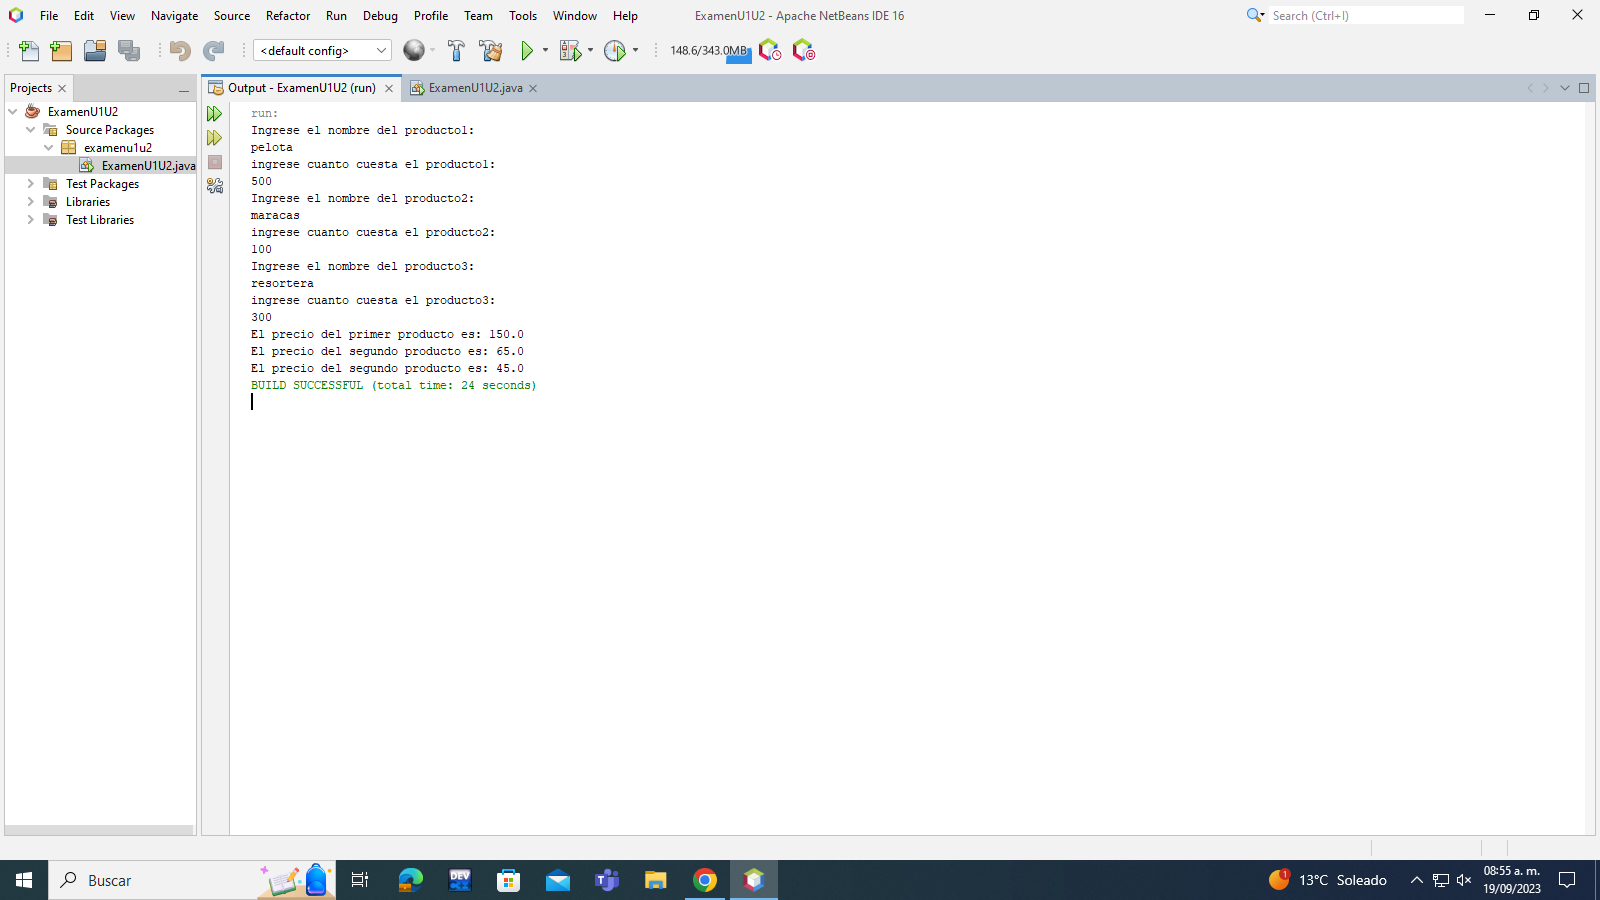 File Edit View Navigate Source Refactor Run Debug Profile Team Tools Window Help
ExamenU1U2 - Apache NetBeans IDE 16
Search (Ctrl+I)
<default config>
148.6/343.0MB
Projects
Output - ExamenU1U2 (run)
ExamenU1U2.java
ExamenU1U2
Source Packages
examenu1u2
ExamenU1U2.java
Test Packages
Libraries
Test Libraries
run:
Ingrese el nombre del producto1:
pelota
ingrese cuanto cuesta el producto1:
500
Ingrese el nombre del producto2:
maracas
ingrese cuanto cuesta el producto2:
100
Ingrese el nombre del producto3:
resortera
ingrese cuanto cuesta el producto3:
300
El precio del primer producto es: 150.0
El precio del segundo producto es: 65.0
El precio del segundo producto es: 45.0
BUILD SUCCESSFUL (total time: 24 seconds)
Buscar
DEV
1
13°C Soleado
08:55 a. m.
19/09/2023